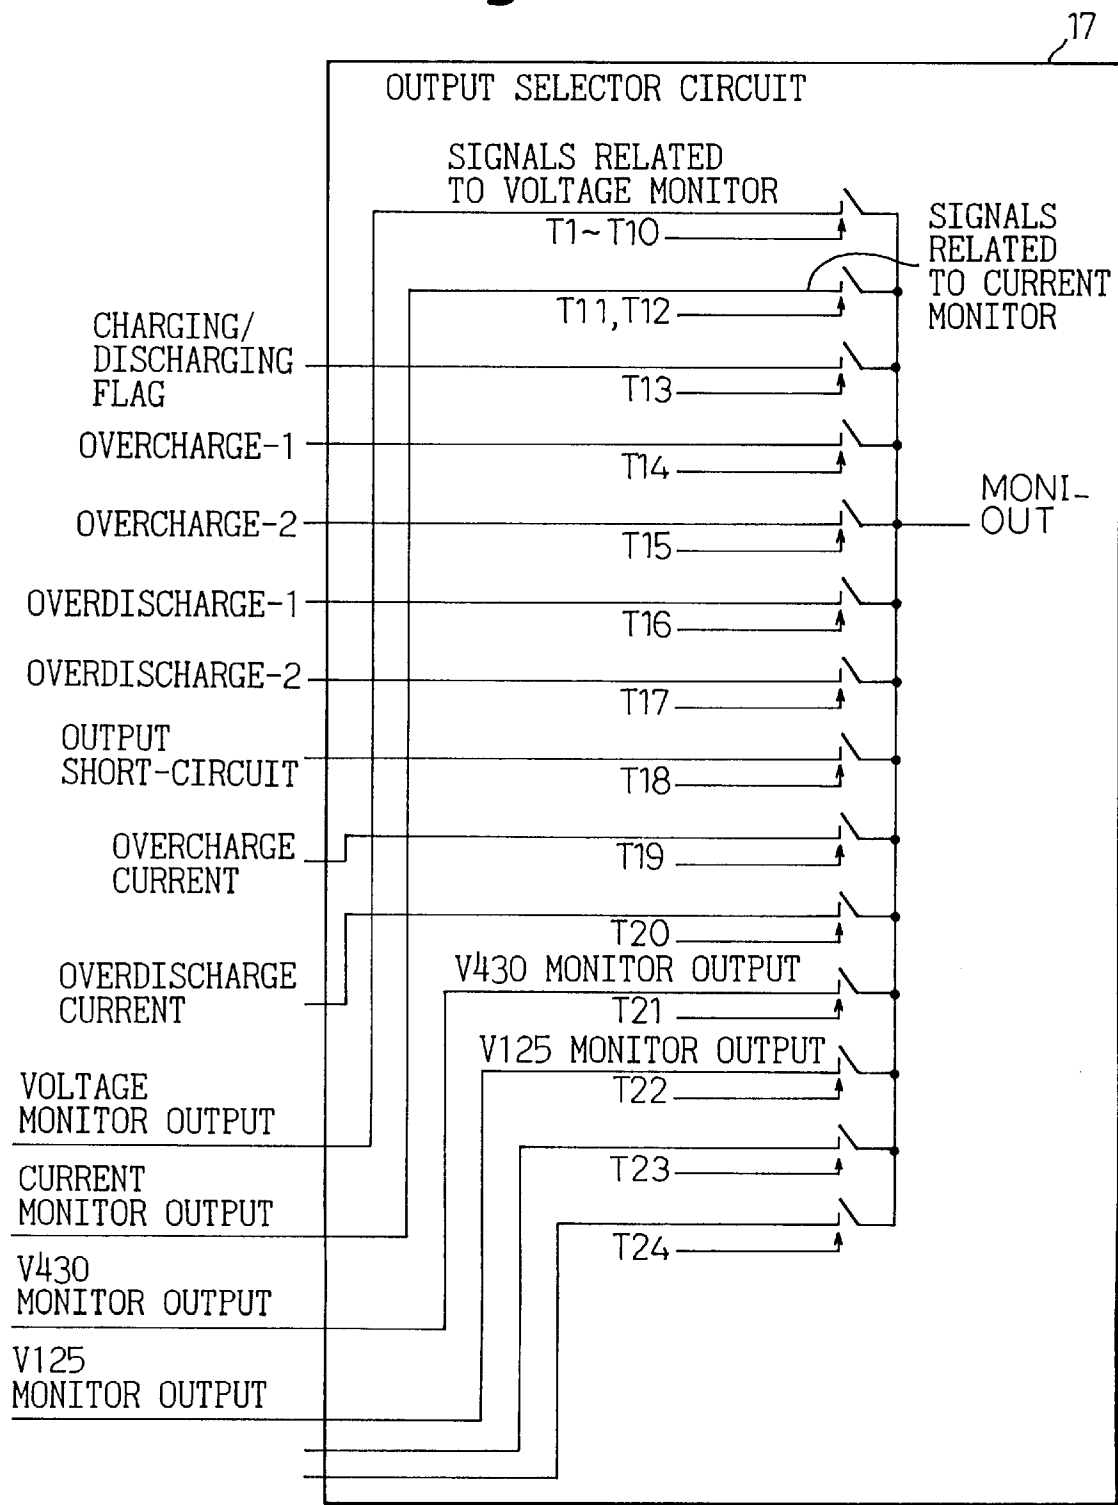 17
OUTPUT SELECTOR CIRCUIT
SIGNALS RELATED
TO VOLTAGE MONITOR
T1~T10
SIGNALS
RELATED
TO CURRENT
MONITOR
T11,T12
CHARGING/
DISCHARGING
FLAG
T13
OVERCHARGE-1
T14
MONI-
OUT
OVERCHARGE-2
T15
OVERDISCHARGE-1
T16
OVERDISCHARGE-2
T17
OUTPUT
SHORT-CIRCUIT
T18
OVERCHARGE
CURRENT
T19
T20
OVERDISCHARGE
CURRENT
V430 MONITOR OUTPUT
T21
V125 MONITOR OUTPUT
T22
VOLTAGE
MONITOR OUTPUT
T23
CURRENT
MONITOR OUTPUT
T24
V430
MONITOR OUTPUT
V125
MONITOR OUTPUT